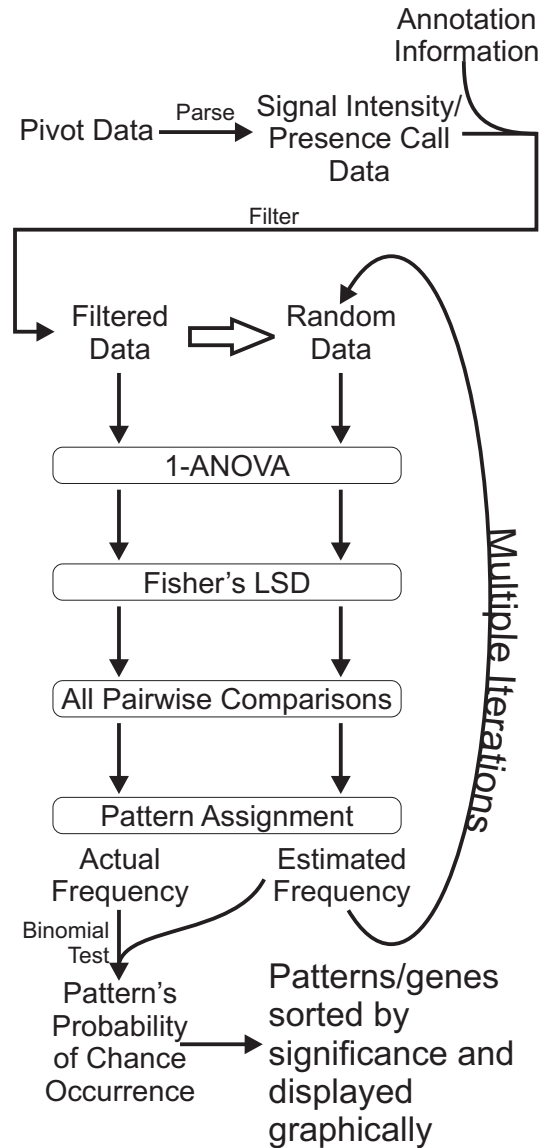 Annotation
Information
Pivot Data
Parse
Signal Intensity/
Presence Call
Data
Filter
Filtered
Data
Random
Data
1-ANOVA
Fisher's LSD
All Pairwise Comparisons
Pattern Assignment
Multiple Iterations
Actual
Frequency
Estimated
Frequency
Binomial
Test
Pattern's
Probability
of Chance
Occurrence
Patterns/genes
sorted by
significance and
displayed
graphically